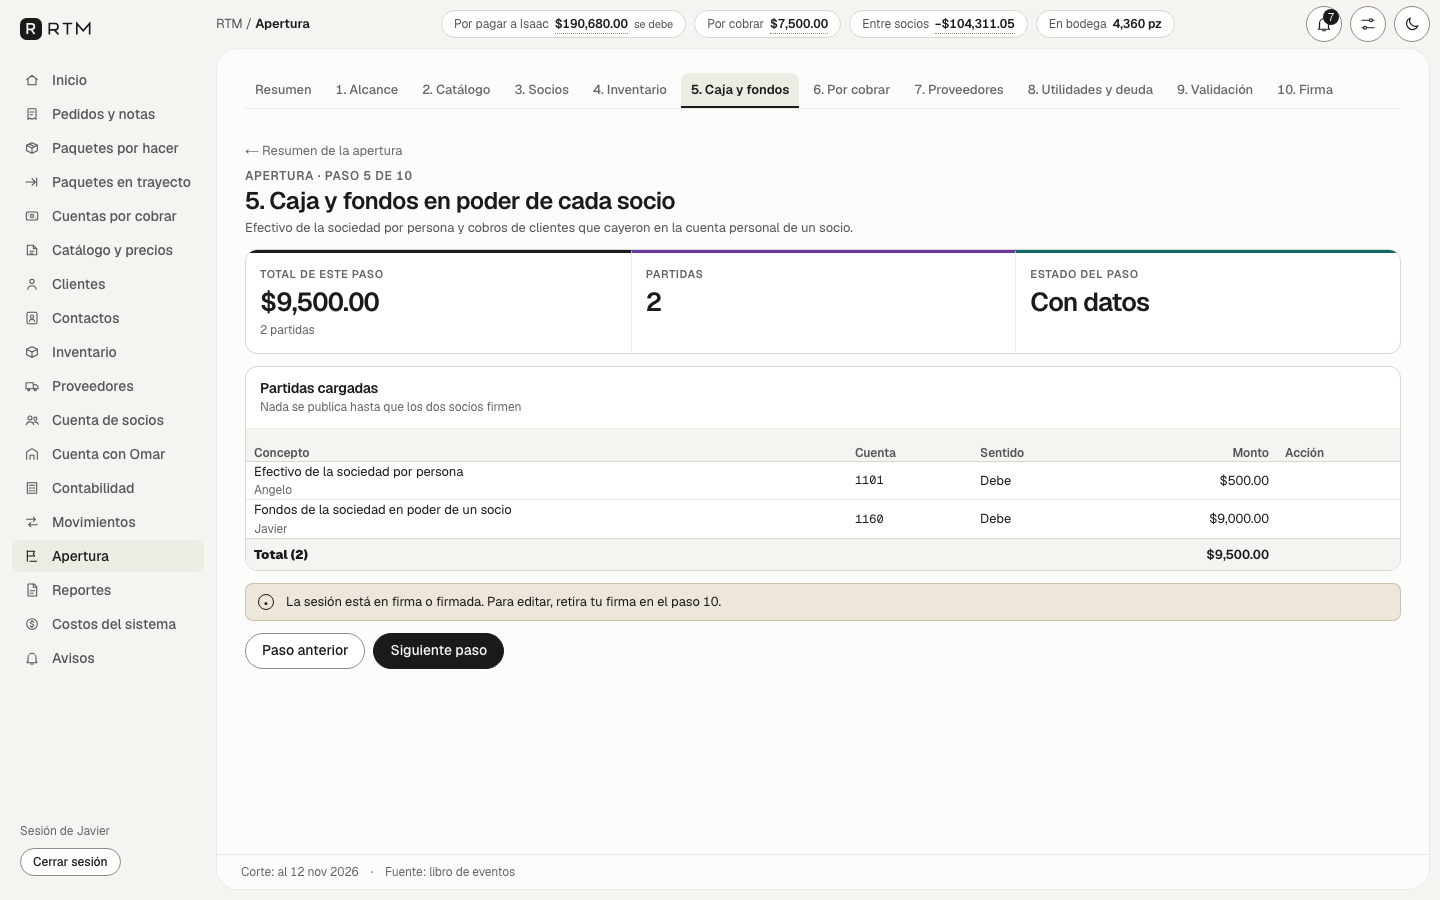 R RTM
RTM / Apertura
Por pagar a Isaac $190,680.00 se debe
Por cobrar $7,500.00
Entre socios −$104,311.05
En bodega 4,360 pz
7
Inicio
Pedidos y notas
Paquetes por hacer
Paquetes en trayecto
Cuentas por cobrar
Catálogo y precios
Clientes
Contactos
Inventario
Proveedores
Cuenta de socios
Cuenta con Omar
Contabilidad
Movimientos
Apertura
Reportes
Costos del sistema
Avisos
Sesión de Javier
Cerrar sesión
Resumen 1. Alcance 2. Catálogo 3. Socios 4. Inventario 5. Caja y fondos 6. Por cobrar 7. Proveedores 8. Utilidades y deuda 9. Validación 10. Firma
← Resumen de la apertura
APERTURA · PASO 5 DE 10
5. Caja y fondos en poder de cada socio
Efectivo de la sociedad por persona y cobros de clientes que cayeron en la cuenta personal de un socio.
TOTAL DE ESTE PASO
$9,500.00
2 partidas
PARTIDAS
2
ESTADO DEL PASO
Con datos
Partidas cargadas
Nada se publica hasta que los dos socios firmen
Concepto Cuenta Sentido Monto Acción
Efectivo de la sociedad por persona 1101 Debe $500.00
Angelo
Fondos de la sociedad en poder de un socio 1160 Debe $9,000.00
Javier
Total (2) $9,500.00
La sesión está en firma o firmada. Para editar, retira tu firma en el paso 10.
Paso anterior Siguiente paso
Corte: al 12 nov 2026 · Fuente: libro de eventos